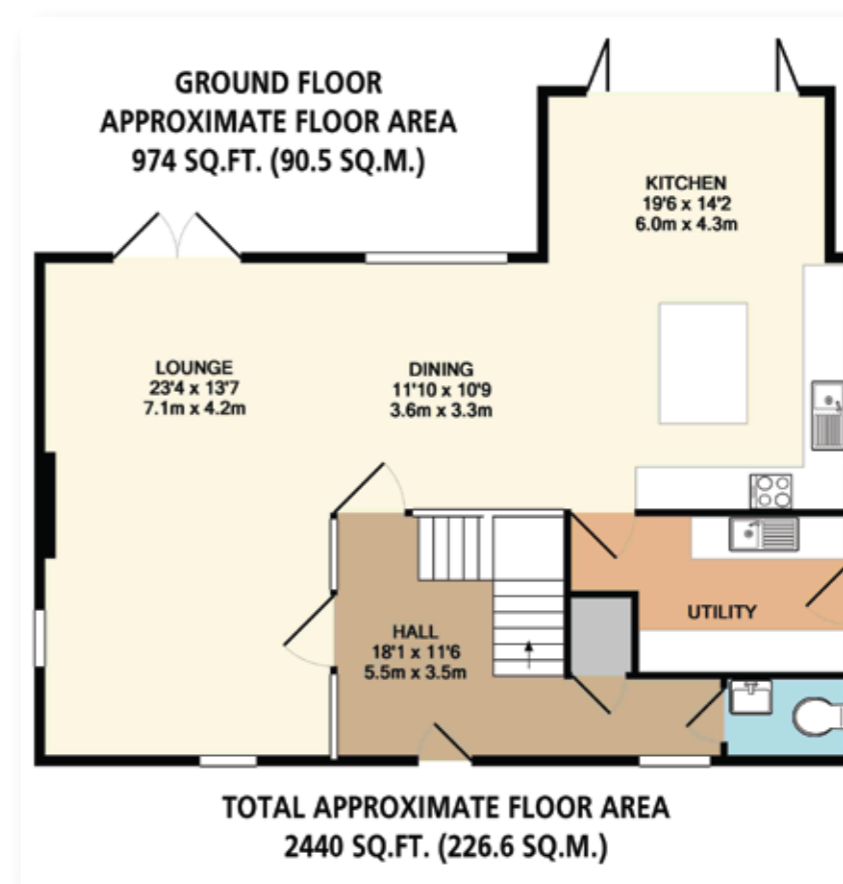 GROUND FLOOR
APPROXIMATE FLOOR AREA
974 SQ.FT. (90.5 SQ.M.)
KITCHEN
19'6 x 14'2
6.0m x 4.3m
LOUNGE
23'4 x 13'7
7.1m x 4.2m
DINING
11'10 x 10'9
3.6m x 3.3m
UTILITY
HALL
18'1 x 11'6
5.5m x 3.5m
TOTAL APPROXIMATE FLOOR AREA
2440 SQ.FT. (226.6 SQ.M.)